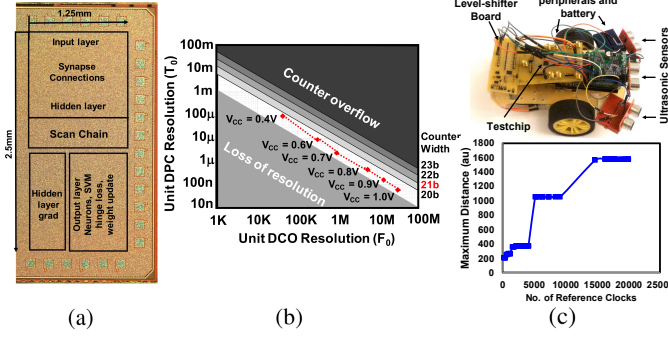 1.25mm
2.5mm
Input layer
Synapse
Connections
Hidden layer
Scan Chain
Hidden
layer
grad
Output layer
Neurons, SVM
hinge loss,
weight update
(a)
Unit DPC Resolution (T0)
100m
10m
1m
100µ
10µ
1µ
100n
10n
Counter overflow
Loss of resolution
VCC = 0.4V
VCC = 0.6V
VCC = 0.7V
VCC = 0.8V
VCC = 0.9V
VCC = 1.0V
Counter
Width
23b
22b
21b
20b
1K 10K 100K 1M 10M 100M
Unit DCO Resolution (F0)
(b)
Level-shifter
Board
peripherals and
battery
Ultrasonic Sensors
Testchip
Maximum Distance (au)
1800
1600
1400
1200
1000
800
600
400
200
0
0 5000 10000 15000 20000 2500
No. of Reference Clocks
(c)